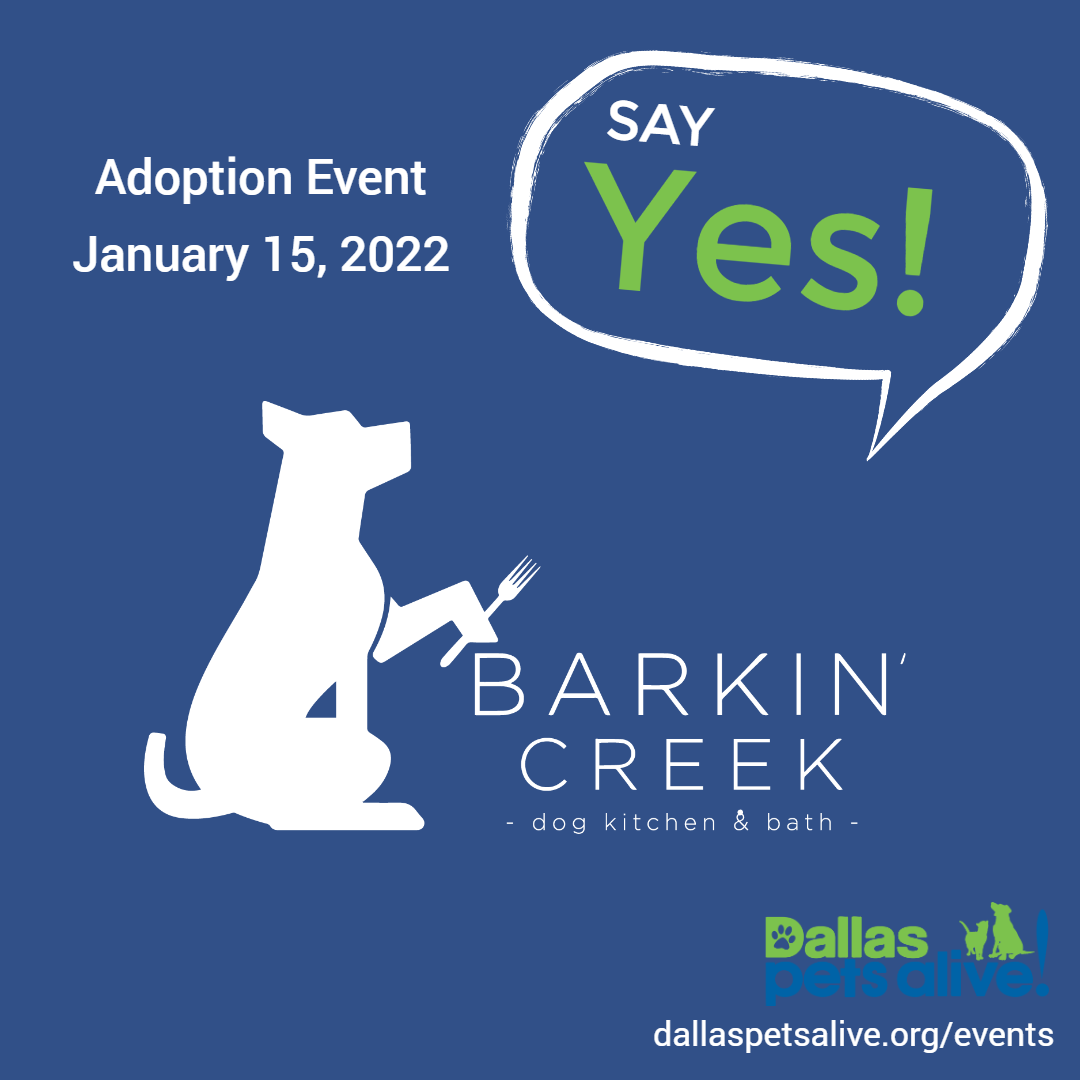 Adoption Event
January 15, 2022
SAY
Yes!
BARKIN'
CREEK
- dog kitchen & bath -
Dallas
pets alive!
dallaspetsalive.org/events